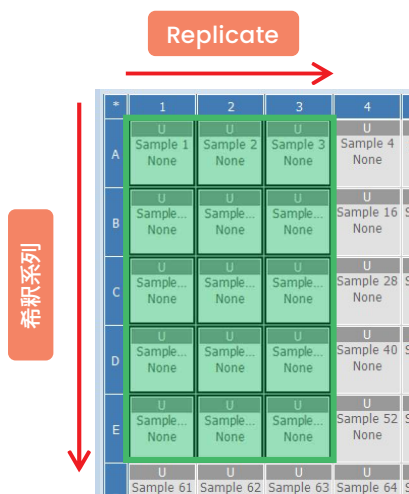 Replicate
希釈系列
* 1 2 3 4
U U U U
Sample 1 Sample 2 Sample 3 Sample 4
A
None None None None
U U U U
Sample... Sample... Sample... Sample 16 S
B
None None None None
U U U U
Sample... Sample... Sample... Sample 28 S
C
None None None None
U U U U
Sample... Sample... Sample... Sample 40 S
D
None None None None
U U U U
Sample... Sample... Sample... Sample 52 S
E
None None None None
U U U U
Sample 61 Sample 62 Sample 63 Sample 64 S